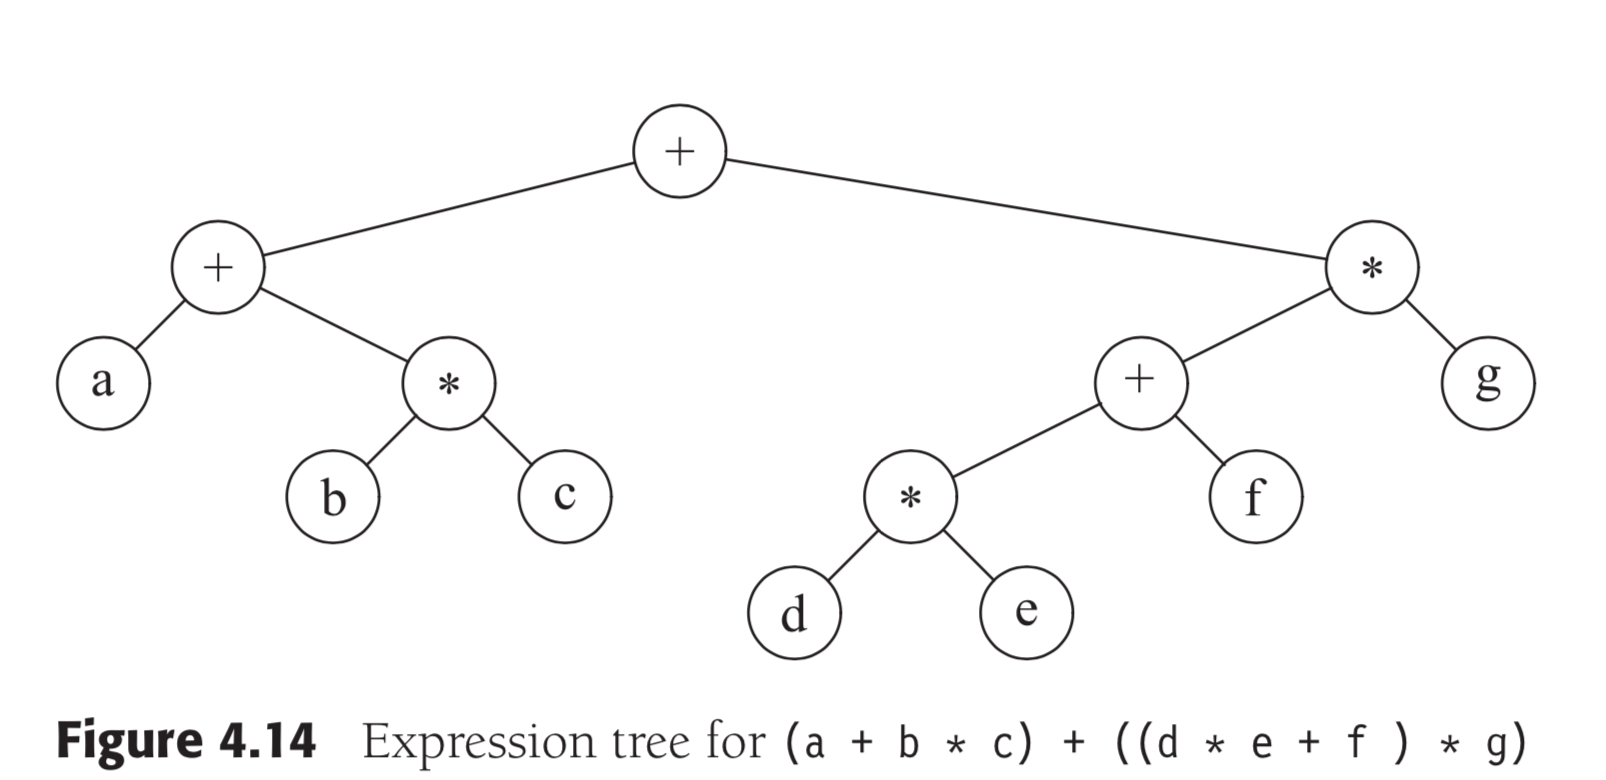 +
+ *
a * + g
b c * f
d e
Figure 4.14 Expression tree for (a + b * c) + ((d * e + f ) * g)